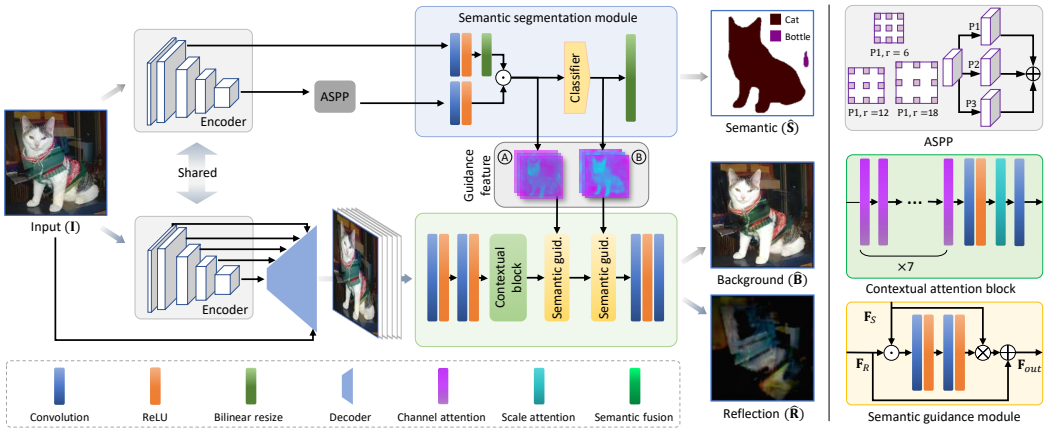 Semantic segmentation module
Encoder
ASPP
Classifier
Cat
Bottle
Semantic (Ŝ)
Shared
Input (I)
Guidance feature
A
B
Encoder
Contextual block
Semantic guid.
Semantic guid.
Background (B̂)
Reflection (R̂)
Convolution
ReLU
Bilinear resize
Decoder
Channel attention
Scale attention
Semantic fusion
P1, r = 6
P1, r =12
P1, r =18
P1
P2
P3
ASPP
×7
Contextual attention block
F_S
F_R
F_out
Semantic guidance module